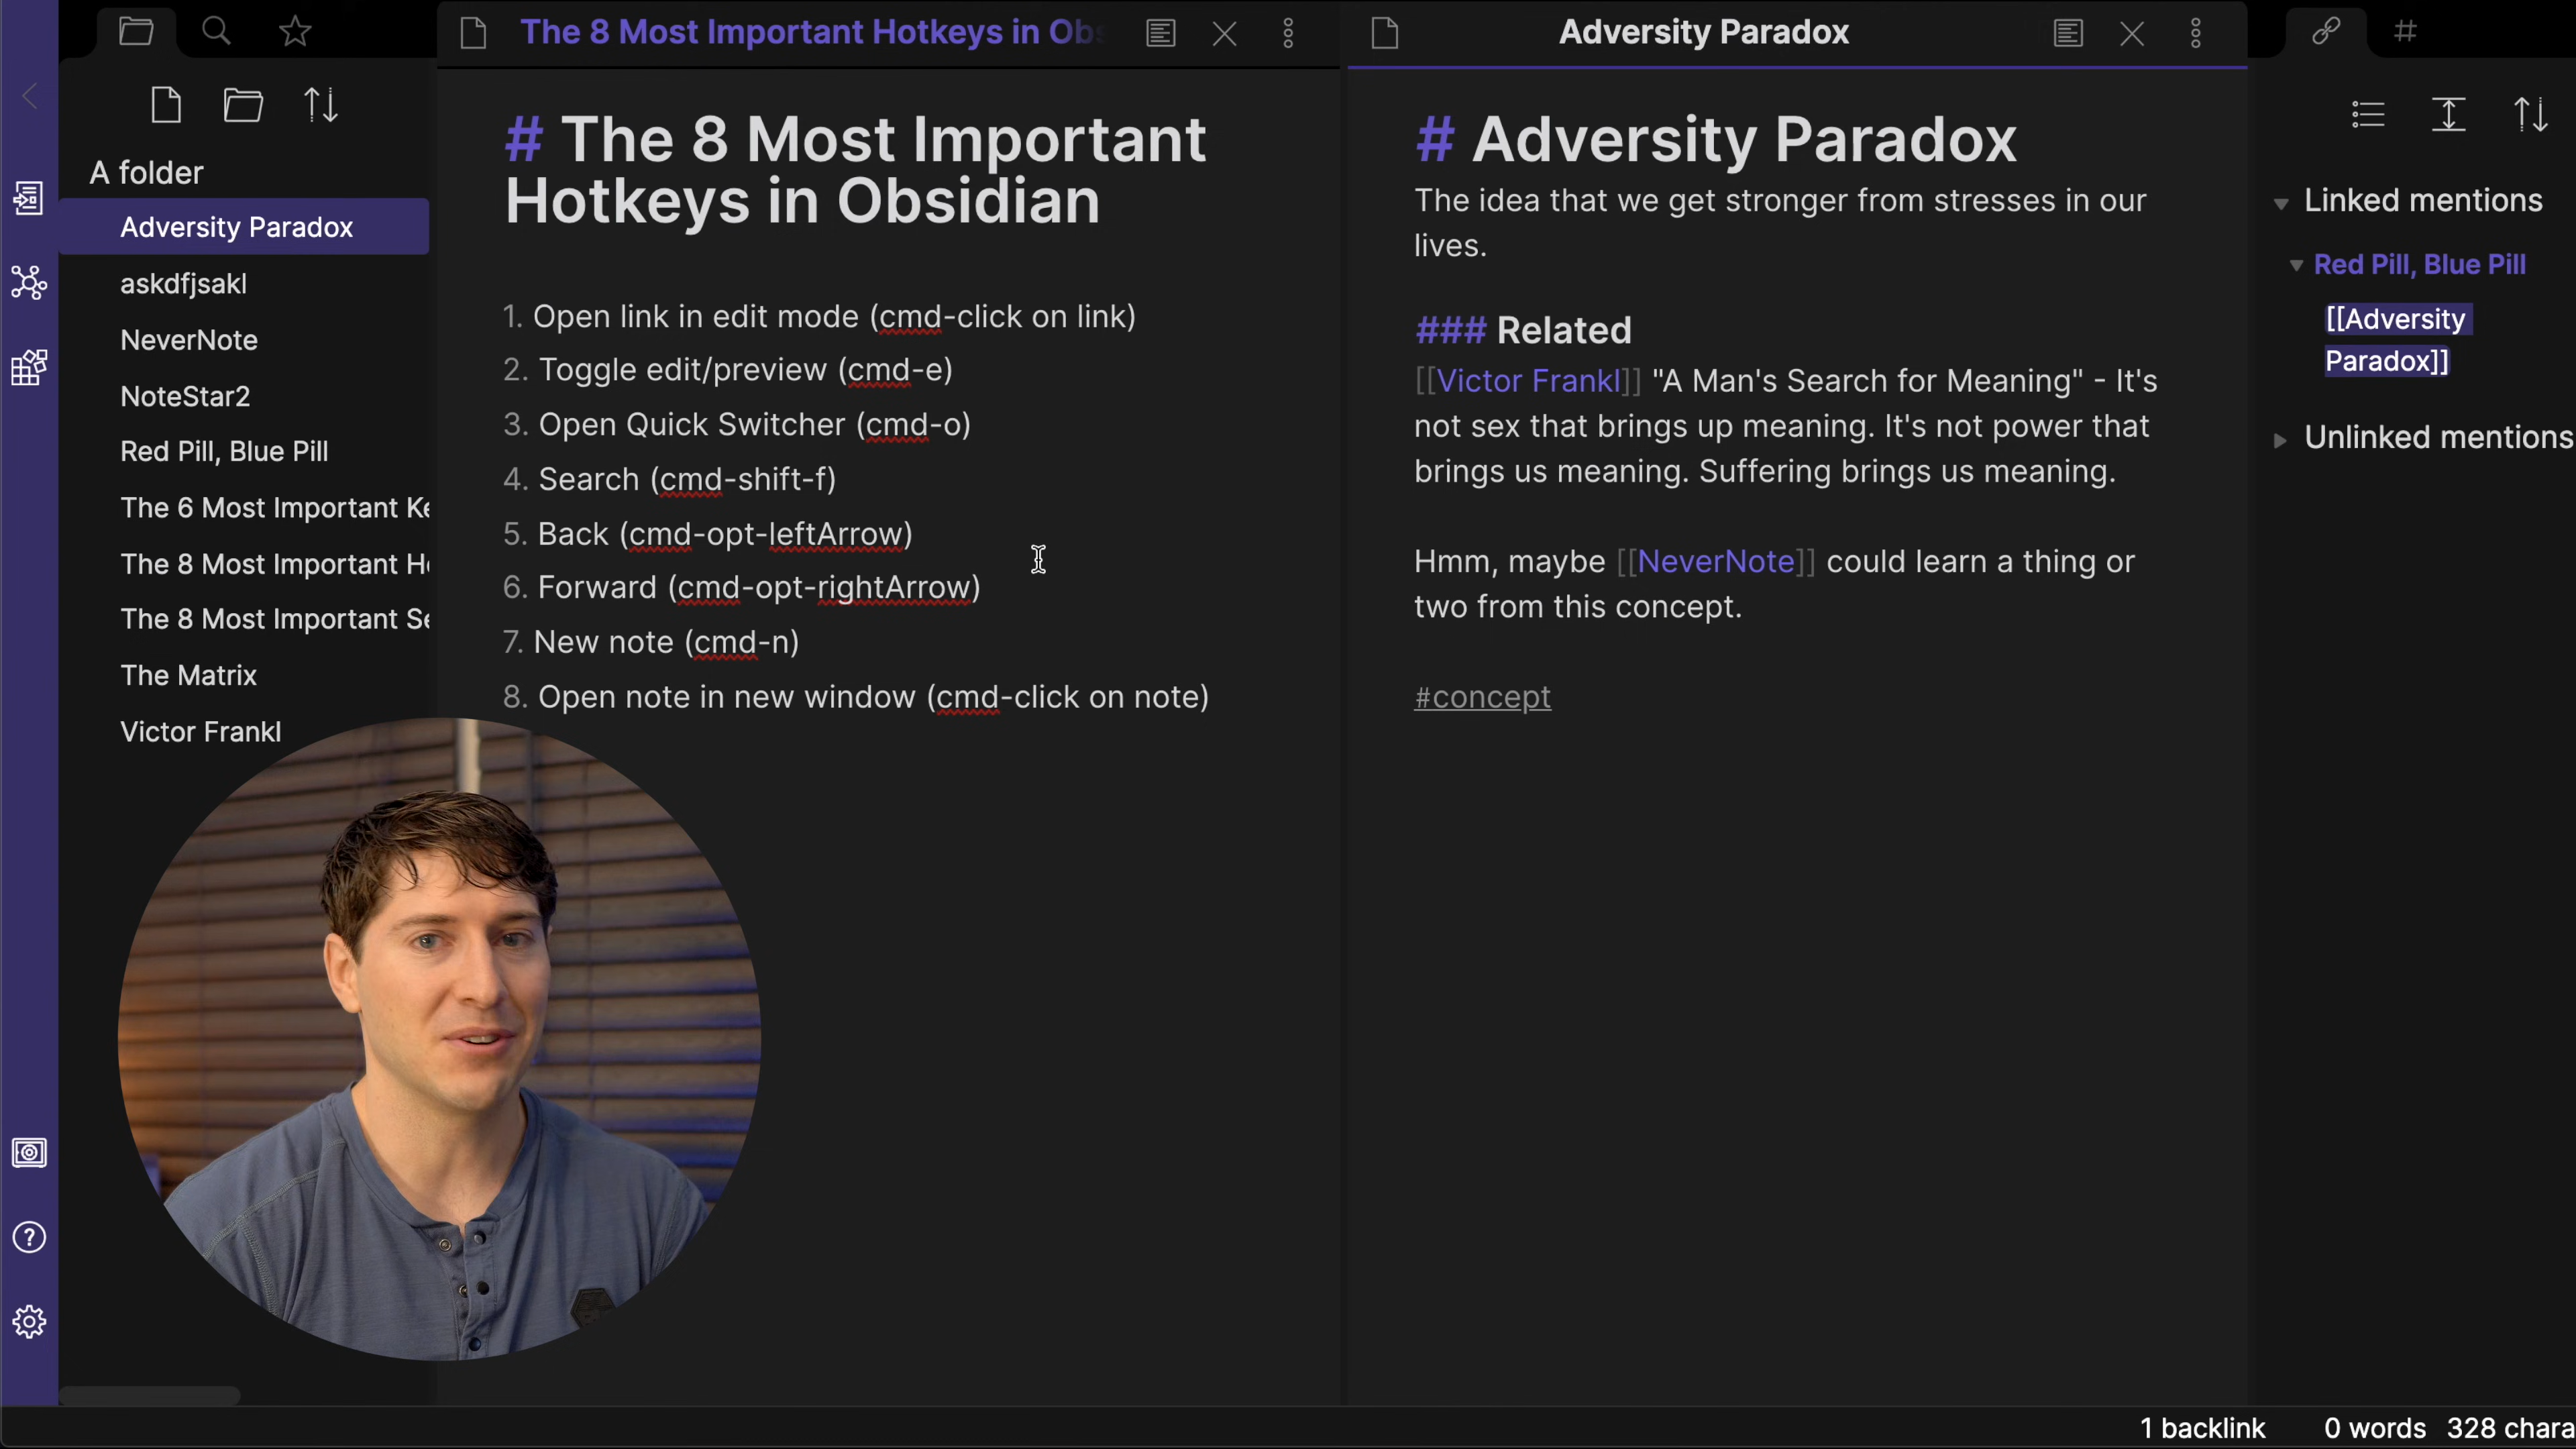 The 8 Most Important Hotkeys in Obs
Adversity Paradox
#
A folder
Adversity Paradox
askdfjsakl
NeverNote
NoteStar2
Red Pill, Blue Pill
The 6 Most Important Ke
The 8 Most Important H
The 8 Most Important Se
The Matrix
Victor Frankl
# The 8 Most Important
Hotkeys in Obsidian
1. Open link in edit mode (cmd-click on link)
2. Toggle edit/preview (cmd-e)
3. Open Quick Switcher (cmd-o)
4. Search (cmd-shift-f)
5. Back (cmd-opt-leftArrow)
6. Forward (cmd-opt-rightArrow)
7. New note (cmd-n)
8. Open note in new window (cmd-click on note)
# Adversity Paradox
The idea that we get stronger from stresses in our
lives.
### Related
[[Victor Frankl]] "A Man's Search for Meaning" - It's
not sex that brings up meaning. It's not power that
brings us meaning. Suffering brings us meaning.
Hmm, maybe [[NeverNote]] could learn a thing or
two from this concept.
#concept
Linked mentions
Red Pill, Blue Pill
[[Adversity
Paradox]]
Unlinked mentions
1 backlink 0 words 328 chara